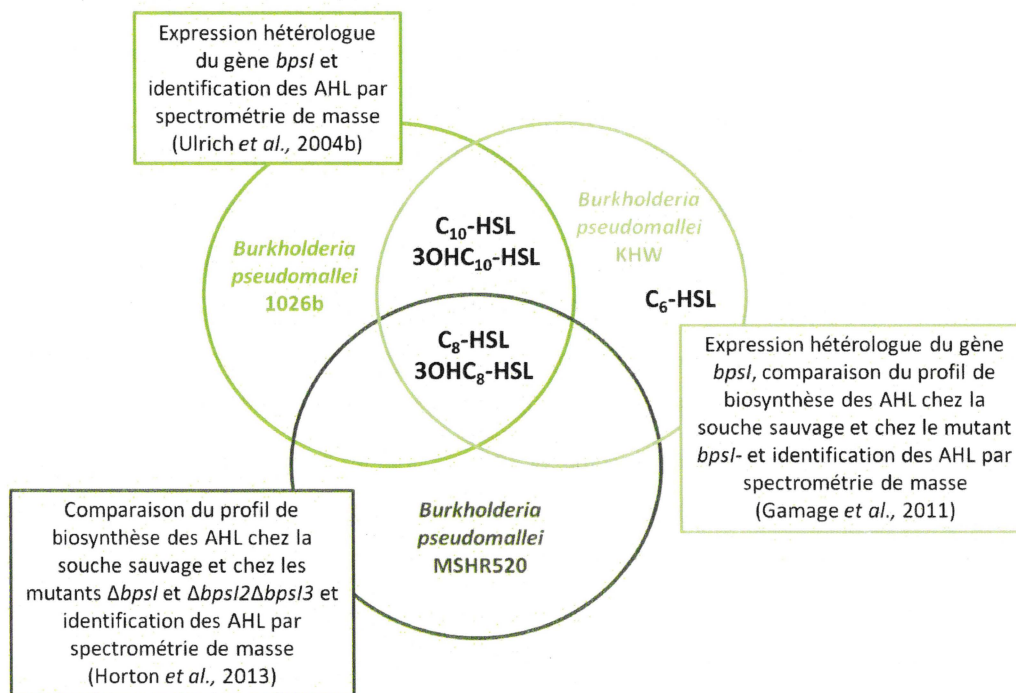 Expression hétérologue
du gène bpsI et
identification des AHL par
spectrométrie de masse
(Ulrich et al., 2004b)
Burkholderia
pseudomallei
1026b
C₁₀-HSL
3OHC₁₀-HSL
Burkholderia
pseudomallei
KHW
C₆-HSL
C₈-HSL
3OHC₈-HSL
Expression hétérologue du gène
bpsI, comparaison du profil de
biosynthèse des AHL chez la
souche sauvage et chez le mutant
bpsI- et identification des AHL par
spectrométrie de masse
(Gamage et al., 2011)
Comparaison du profil de
biosynthèse des AHL chez la
souche sauvage et chez les
mutants ΔbpsI et ΔbpsI2ΔbpsI3 et
identification des AHL par
spectrométrie de masse
(Horton et al., 2013)
Burkholderia
pseudomallei
MSHR520